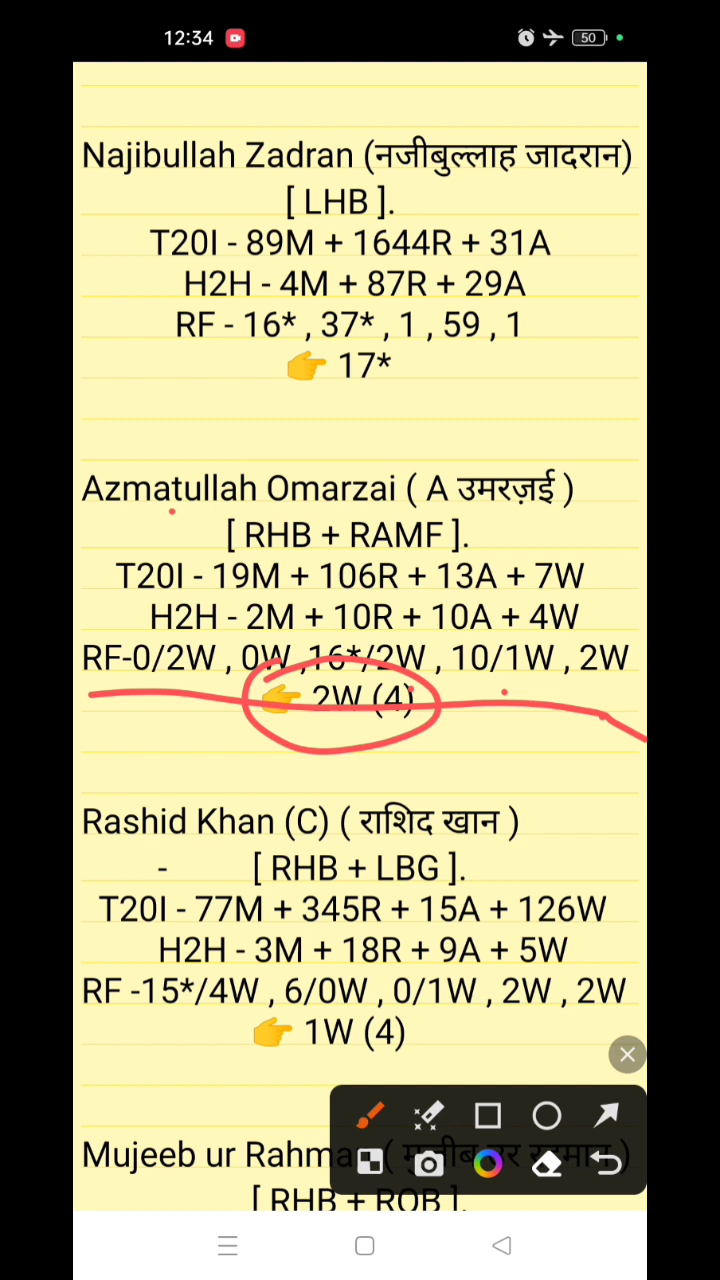 12:34
50
Najibullah Zadran (नजीबुल्लाह जादरान)
[ LHB ].
T20I - 89M + 1644R + 31A
H2H - 4M + 87R + 29A
RF - 16* , 37* , 1 , 59 , 1
👉 17*
Azmatullah Omarzai ( A उमरज़ई )
[ RHB + RAMF ].
T20I - 19M + 106R + 13A + 7W
H2H - 2M + 10R + 10A + 4W
RF-0/2W , 0W ,16*/2W , 10/1W , 2W
👉 2W (4)
Rashid Khan (C) ( राशिद खान )
- [ RHB + LBG ].
T20I - 77M + 345R + 15A + 126W
H2H - 3M + 18R + 9A + 5W
RF -15*/4W , 6/0W , 0/1W , 2W , 2W
👉 1W (4)
Mujeeb ur Rahman (
[ RHB + ROB ].